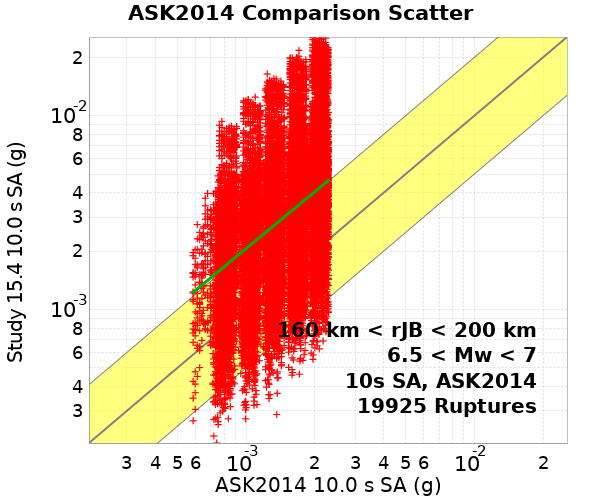 ASK2014 Comparison Scatter
Study 15.4 10.0 s SA (g)
2
10-2
8
6
4
3
2
10-3
8
6
4
3
160 km < rJB < 200 km
6.5 < Mw < 7
10s SA, ASK2014
19925 Ruptures
3 4 5 6 10-3 2 3 4 5 6 10-2 2
ASK2014 10.0 s SA (g)